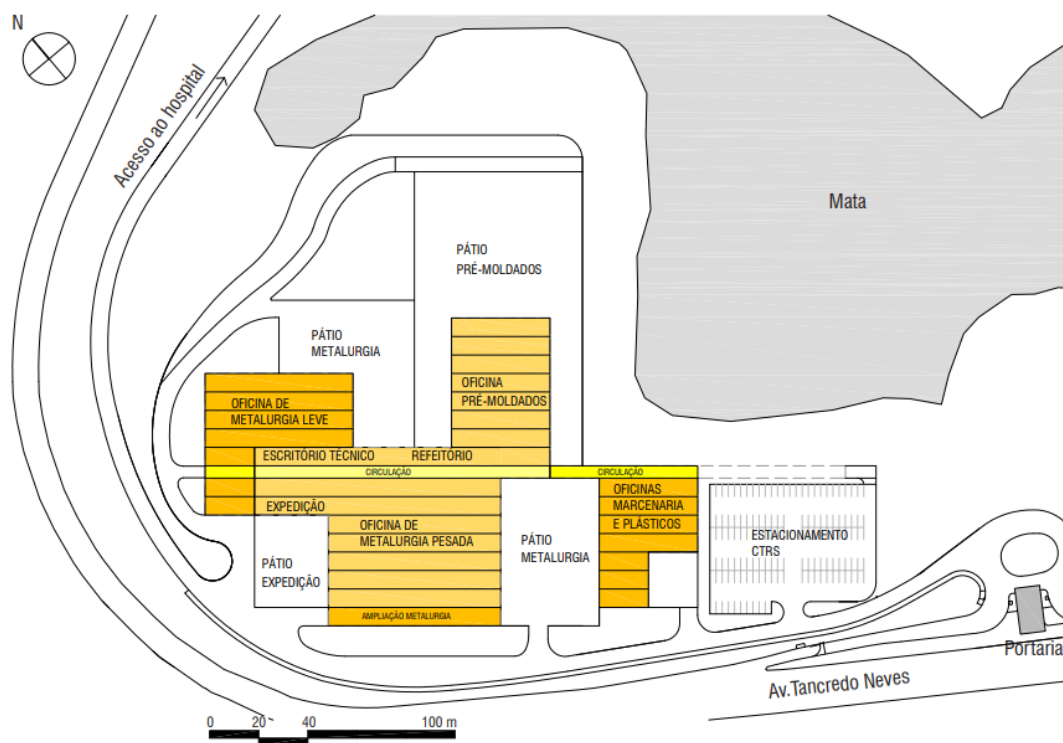 N
Acesso ao hospital
Mata
PÁTIO
PRÉ-MOLDADOS
PÁTIO
METALURGIA
OFICINA
PRÉ-MOLDADOS
OFICINA DE
METALURGIA LEVE
ESCRITÓRIO TÉCNICO
REFEITÓRIO
CIRCULAÇÃO
CIRCULAÇÃO
EXPEDIÇÃO
OFICINA DE
METALURGIA PESADA
PÁTIO
METALURGIA
OFICINAS
MARCENARIA
E PLÁSTICOS
ESTACIONAMENTO
CTRS
PÁTIO
EXPEDIÇÃO
AMPLIAÇÃO METALURGIA
Portaria
Av.Tancredo Neves
0 20 40 100 m